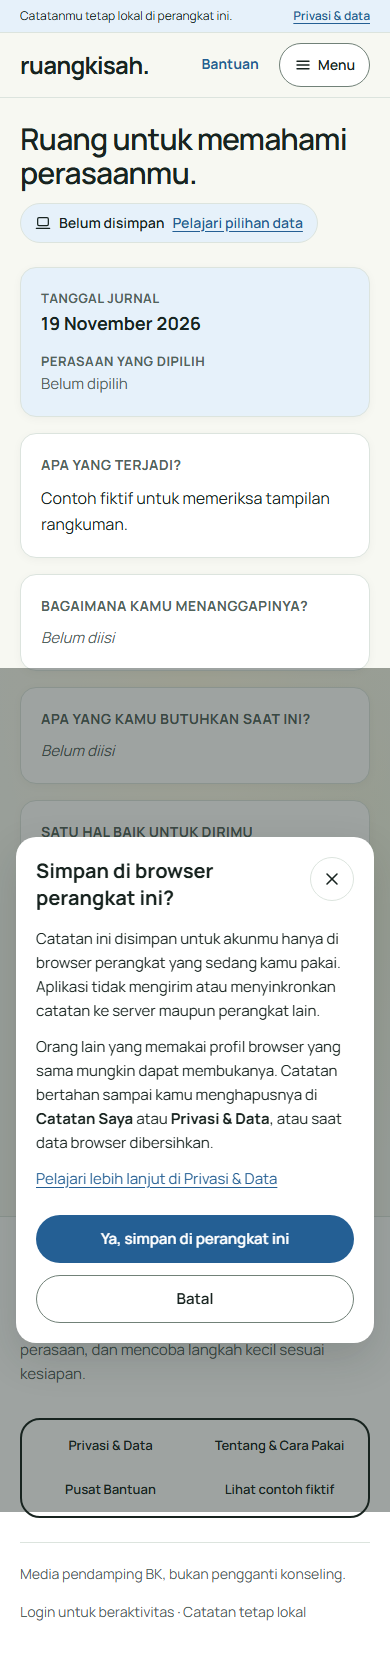 Catatanmu tetap lokal di perangkat ini. Privasi & data
ruangkisah. Bantuan Menu
Ruang untuk memahami
perasaanmu.
Belum disimpan Pelajari pilihan data
TANGGAL JURNAL
19 November 2026
PERASAAN YANG DIPILIH
Belum dipilih
APA YANG TERJADI?
Contoh fiktif untuk memeriksa tampilan
rangkuman.
BAGAIMANA KAMU MENANGGAPINYA?
Belum diisi
APA YANG KAMU BUTUHKAN SAAT INI?
Belum diisi
SATU HAL BAIK UNTUK DIRIMU
Simpan di browser
perangkat ini?
Catatan ini disimpan untuk akunmu hanya di
browser perangkat yang sedang kamu pakai.
Aplikasi tidak mengirim atau menyinkronkan
catatan ke server maupun perangkat lain.
Orang lain yang memakai profil browser yang
sama mungkin dapat membukanya. Catatan
bertahan sampai kamu menghapusnya di
Catatan Saya atau Privasi & Data, atau saat
data browser dibersihkan.
Pelajari lebih lanjut di Privasi & Data
Ya, simpan di perangkat ini
Batal
perasaan, dan mencoba langkah kecil sesuai
kesiapan.
Privasi & Data Tentang & Cara Pakai
Pusat Bantuan Lihat contoh fiktif
Media pendamping BK, bukan pengganti konseling.
Login untuk beraktivitas · Catatan tetap lokal